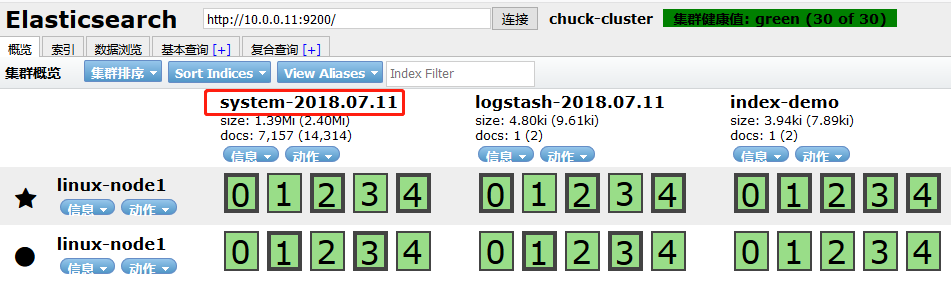 Elasticsearch http://10.0.0.11:9200/ 连接 chuck-cluster 集群健康值: green (30 of 30)
概览 索引 数据浏览 基本查询 [+] 复合查询 [+]
集群概览 集群排序 Sort Indices View Aliases Index Filter
system-2018.07.11 logstash-2018.07.11 index-demo
size: 1.39Mi (2.40Mi) size: 4.80ki (9.61ki) size: 3.94ki (7.89ki)
docs: 7,157 (14,314) docs: 1 (2) docs: 1 (2)
信息 动作 信息 动作 信息 动作
linux-node1 0 1 2 3 4 0 1 2 3 4 0 1 2 3 4
信息 动作
linux-node1 0 1 2 3 4 0 1 2 3 4 0 1 2 3 4
信息 动作